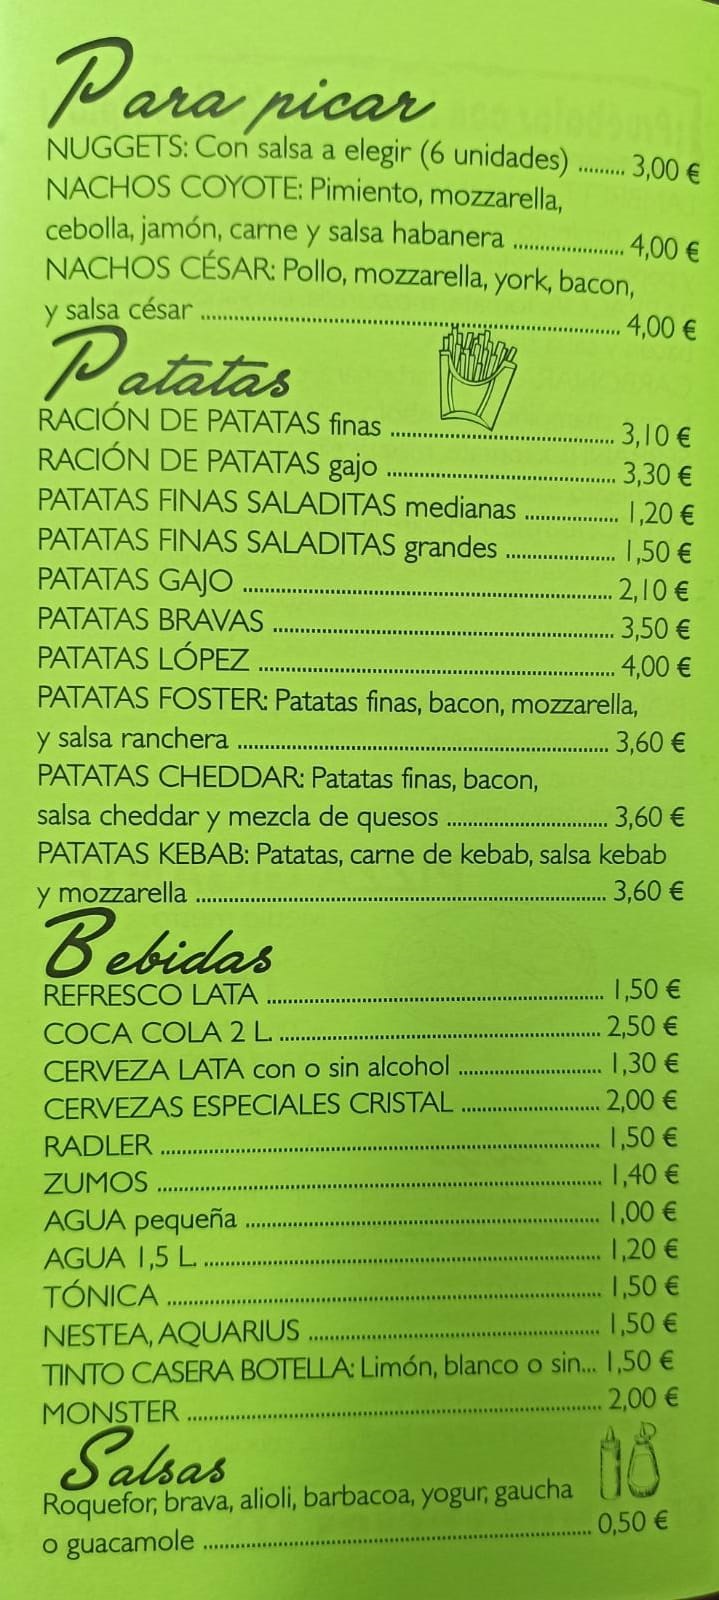 Para picar
NUGGETS: Con salsa a elegir (6 unidades) ........ 3,00 €
NACHOS COYOTE: Pimiento, mozzarella,
cebolla, jamón, carne y salsa habanera ................... 4,00 €
NACHOS CÉSAR: Pollo, mozzarella, york, bacon,
y salsa césar ........................................ 4,00 €
Patatas
RACIÓN DE PATATAS finas ........................ 3,10 €
RACIÓN DE PATATAS gajo ........................ 3,30 €
PATATAS FINAS SALADITAS medianas ................ 1,20 €
PATATAS FINAS SALADITAS grandes ................... 1,50 €
PATATAS GAJO ........................................ 2,10 €
PATATAS BRAVAS ........................................ 3,50 €
PATATAS LÓPEZ ........................................ 4,00 €
PATATAS FOSTER: Patatas finas, bacon, mozzarella,
y salsa ranchera ........................................ 3,60 €
PATATAS CHEDDAR: Patatas finas, bacon,
salsa cheddar y mezcla de quesos ........................ 3,60 €
PATATAS KEBAB: Patatas, carne de kebab, salsa kebab
y mozzarella ........................................ 3,60 €
Bebidas
REFRESCO LATA ........................................ 1,50 €
COCA COLA 2 L. ........................................ 2,50 €
CERVEZA LATA con o sin alcohol ........................ 1,30 €
CERVEZAS ESPECIALES CRISTAL ........................ 2,00 €
RADLER ........................................ 1,50 €
ZUMOS ........................................ 1,40 €
AGUA pequeña ........................................ 1,00 €
AGUA 1,5 L. ........................................ 1,20 €
TÓNICA ........................................ 1,50 €
NESTEA, AQUARIUS ........................................ 1,50 €
TINTO CASERA BOTELLA: Limón, blanco o sin... 1,50 €
MONSTER ........................................ 2,00 €
Salsas
Roquefor, brava, alioli, barbacoa, yogur, gaucha
o guacamole ........................................ 0,50 €